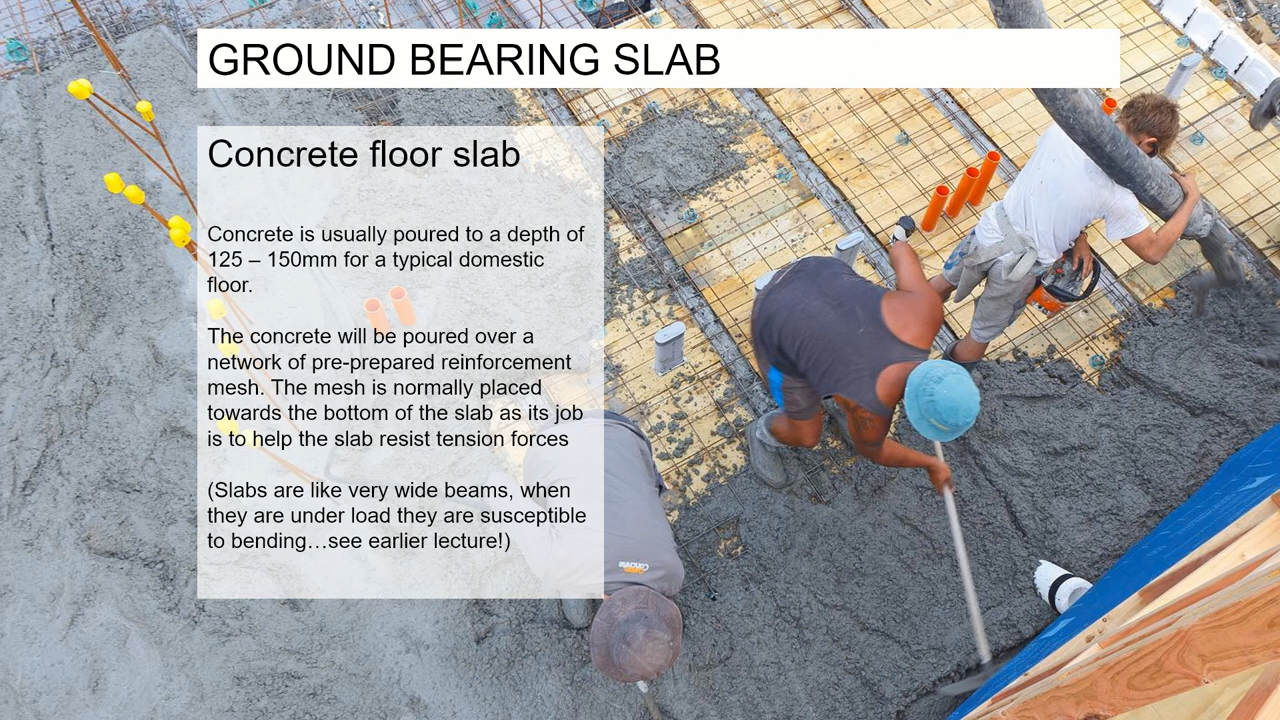 GROUND BEARING SLAB
Concrete floor slab
Concrete is usually poured to a depth of
125 – 150mm for a typical domestic
floor.
The concrete will be poured over a
network of pre-prepared reinforcement
mesh. The mesh is normally placed
towards the bottom of the slab as its job
is to help the slab resist tension forces
(Slabs are like very wide beams, when
they are under load they are susceptible
to bending…see earlier lecture!)
Concrete